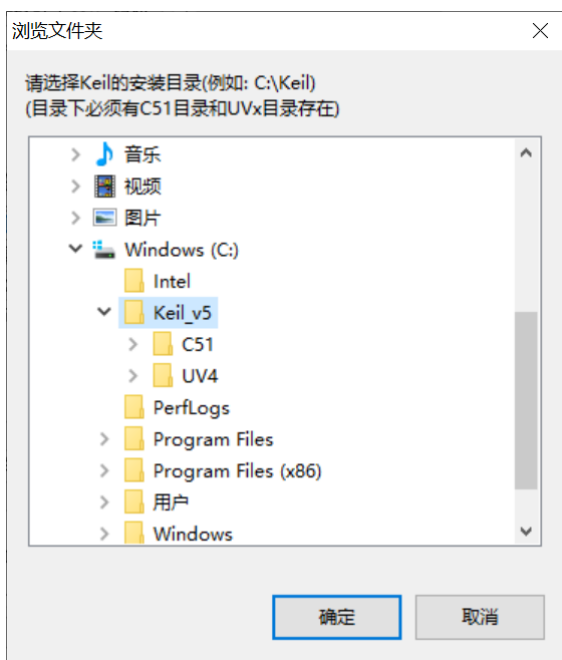 浏览文件夹
请选择Keil的安装目录(例如: C:\Keil)
(目录下必须有C51目录和UVx目录存在)
音乐
视频
图片
Windows (C:)
Intel
Keil_v5
C51
UV4
PerfLogs
Program Files
Program Files (x86)
用户
Windows
确定
取消